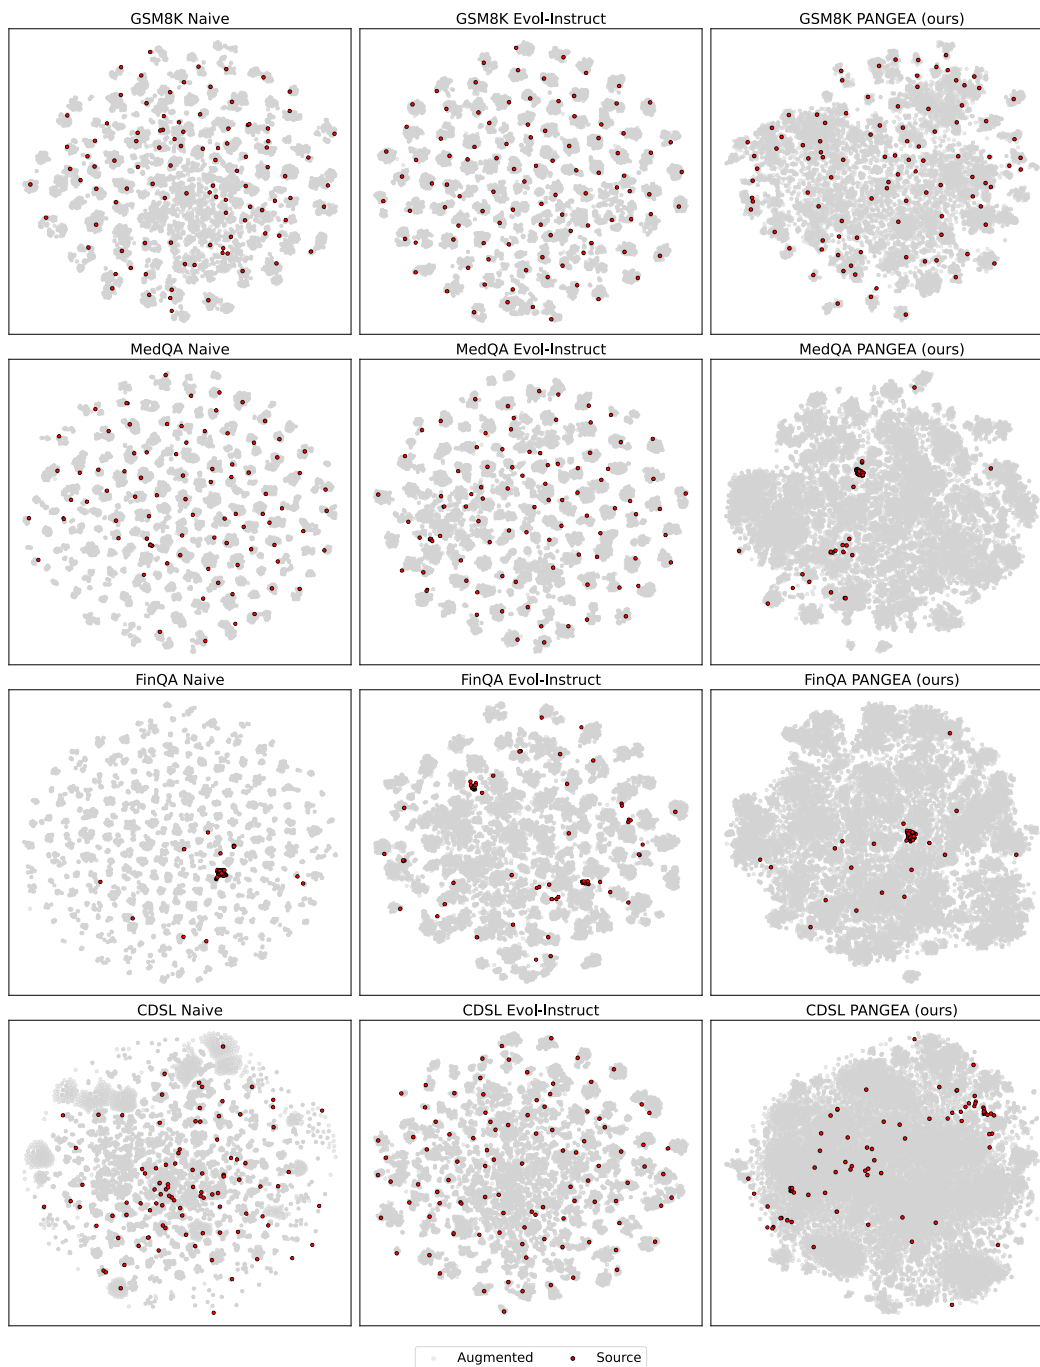 GSM8K Naive
GSM8K Evol-Instruct
GSM8K PANGEA (ours)
MedQA Naive
MedQA Evol-Instruct
MedQA PANGEA (ours)
FinQA Naive
FinQA Evol-Instruct
FinQA PANGEA (ours)
CDSL Naive
CDSL Evol-Instruct
CDSL PANGEA (ours)
Augmented
Source